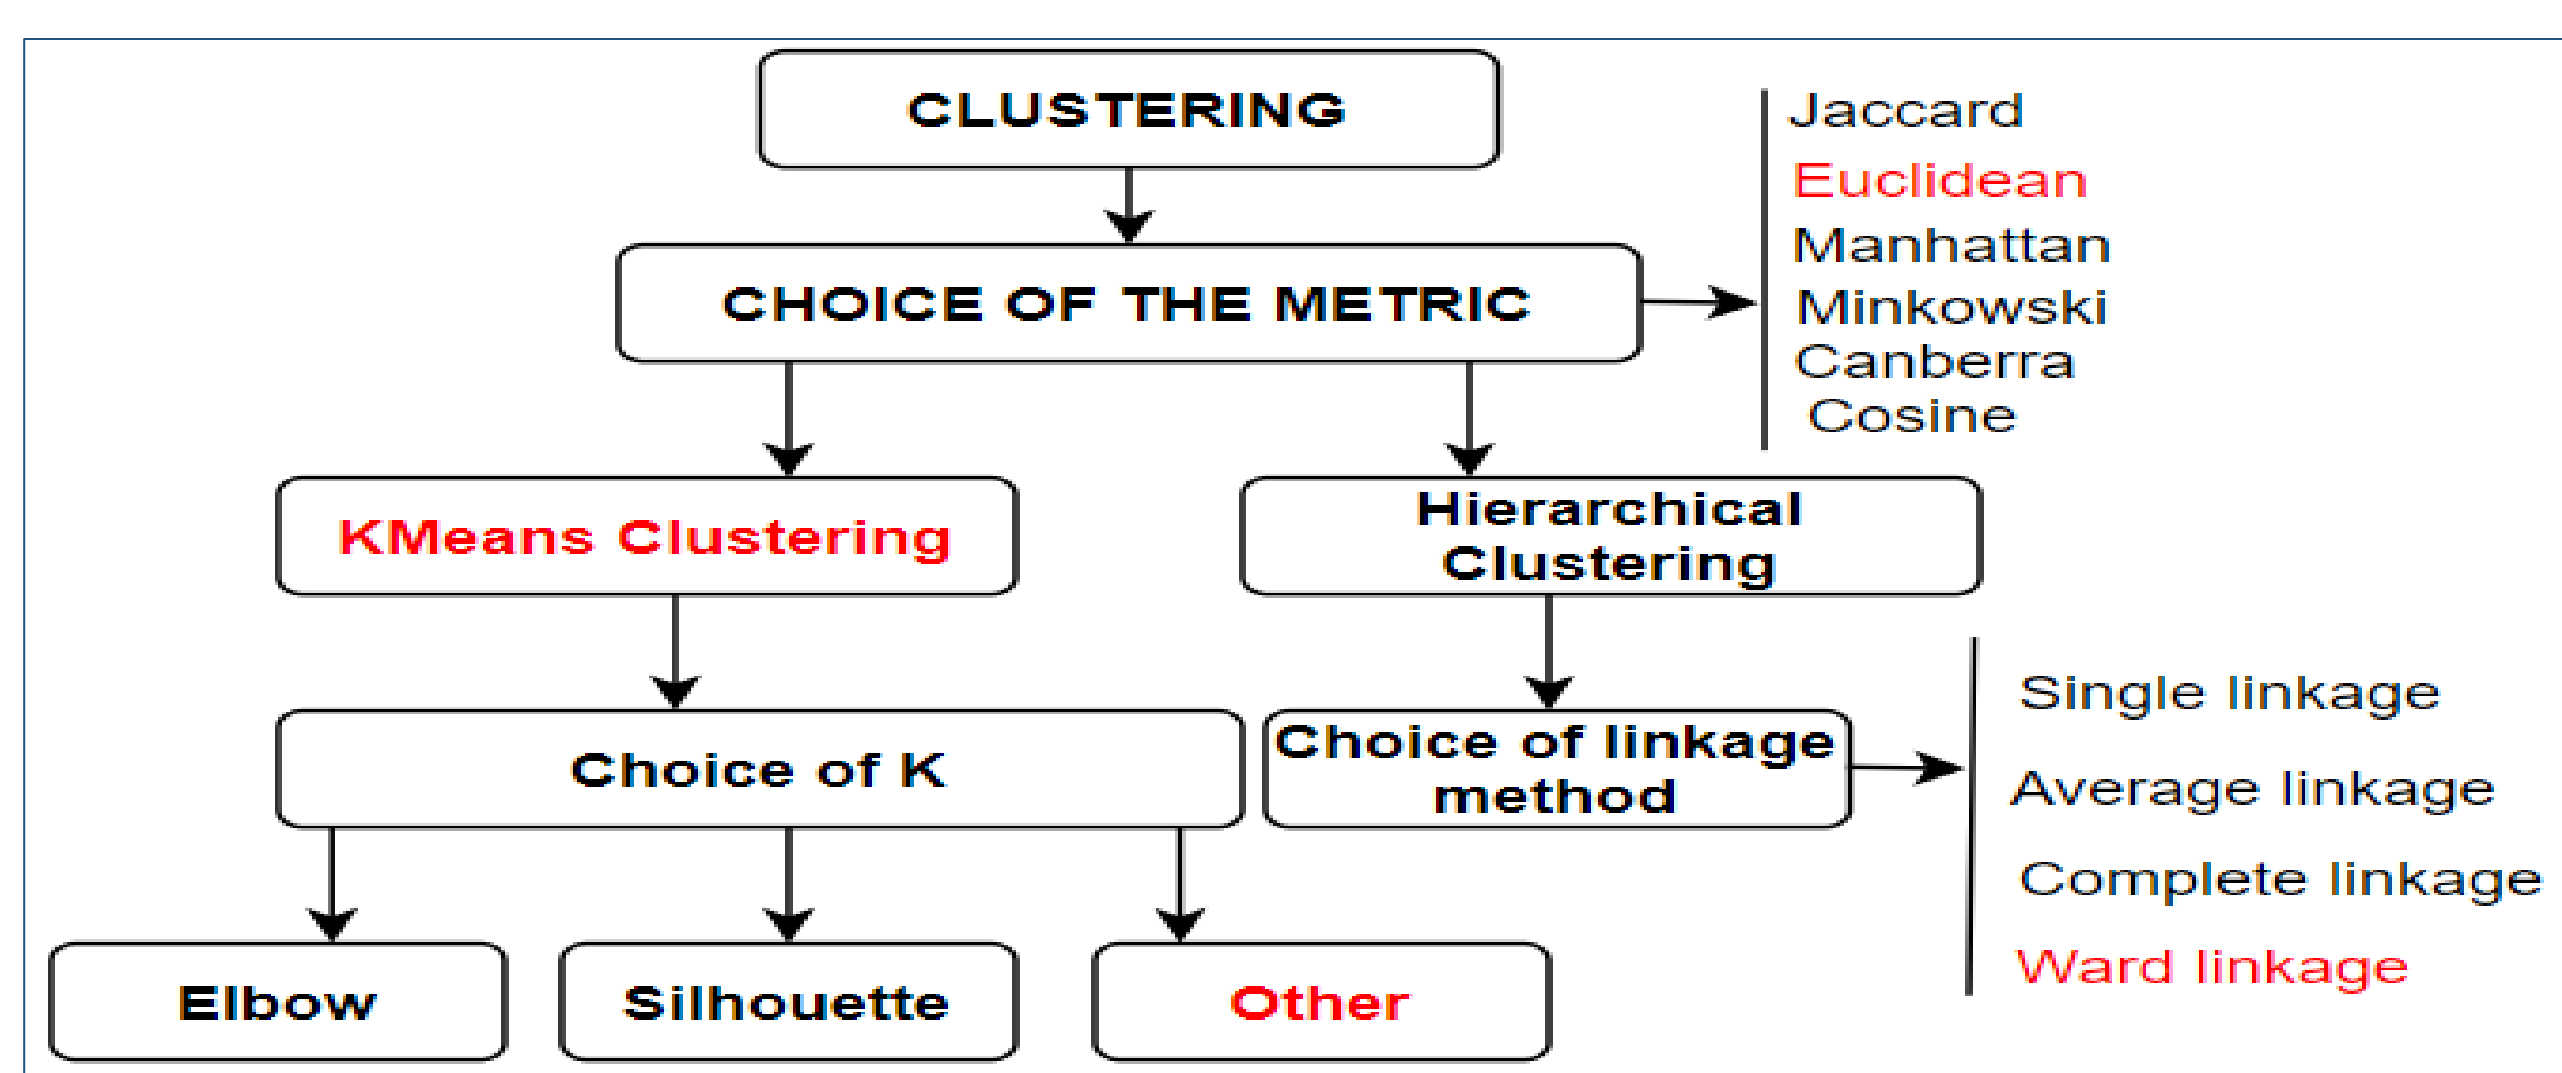 CLUSTERING
CHOICE OF THE METRIC
Jaccard
Euclidean
Manhattan
Minkowski
Canberra
Cosine
KMeans Clustering
Hierarchical
Clustering
Choice of K
Choice of linkage
method
Single linkage
Average linkage
Complete linkage
Ward linkage
Elbow
Silhouette
Other